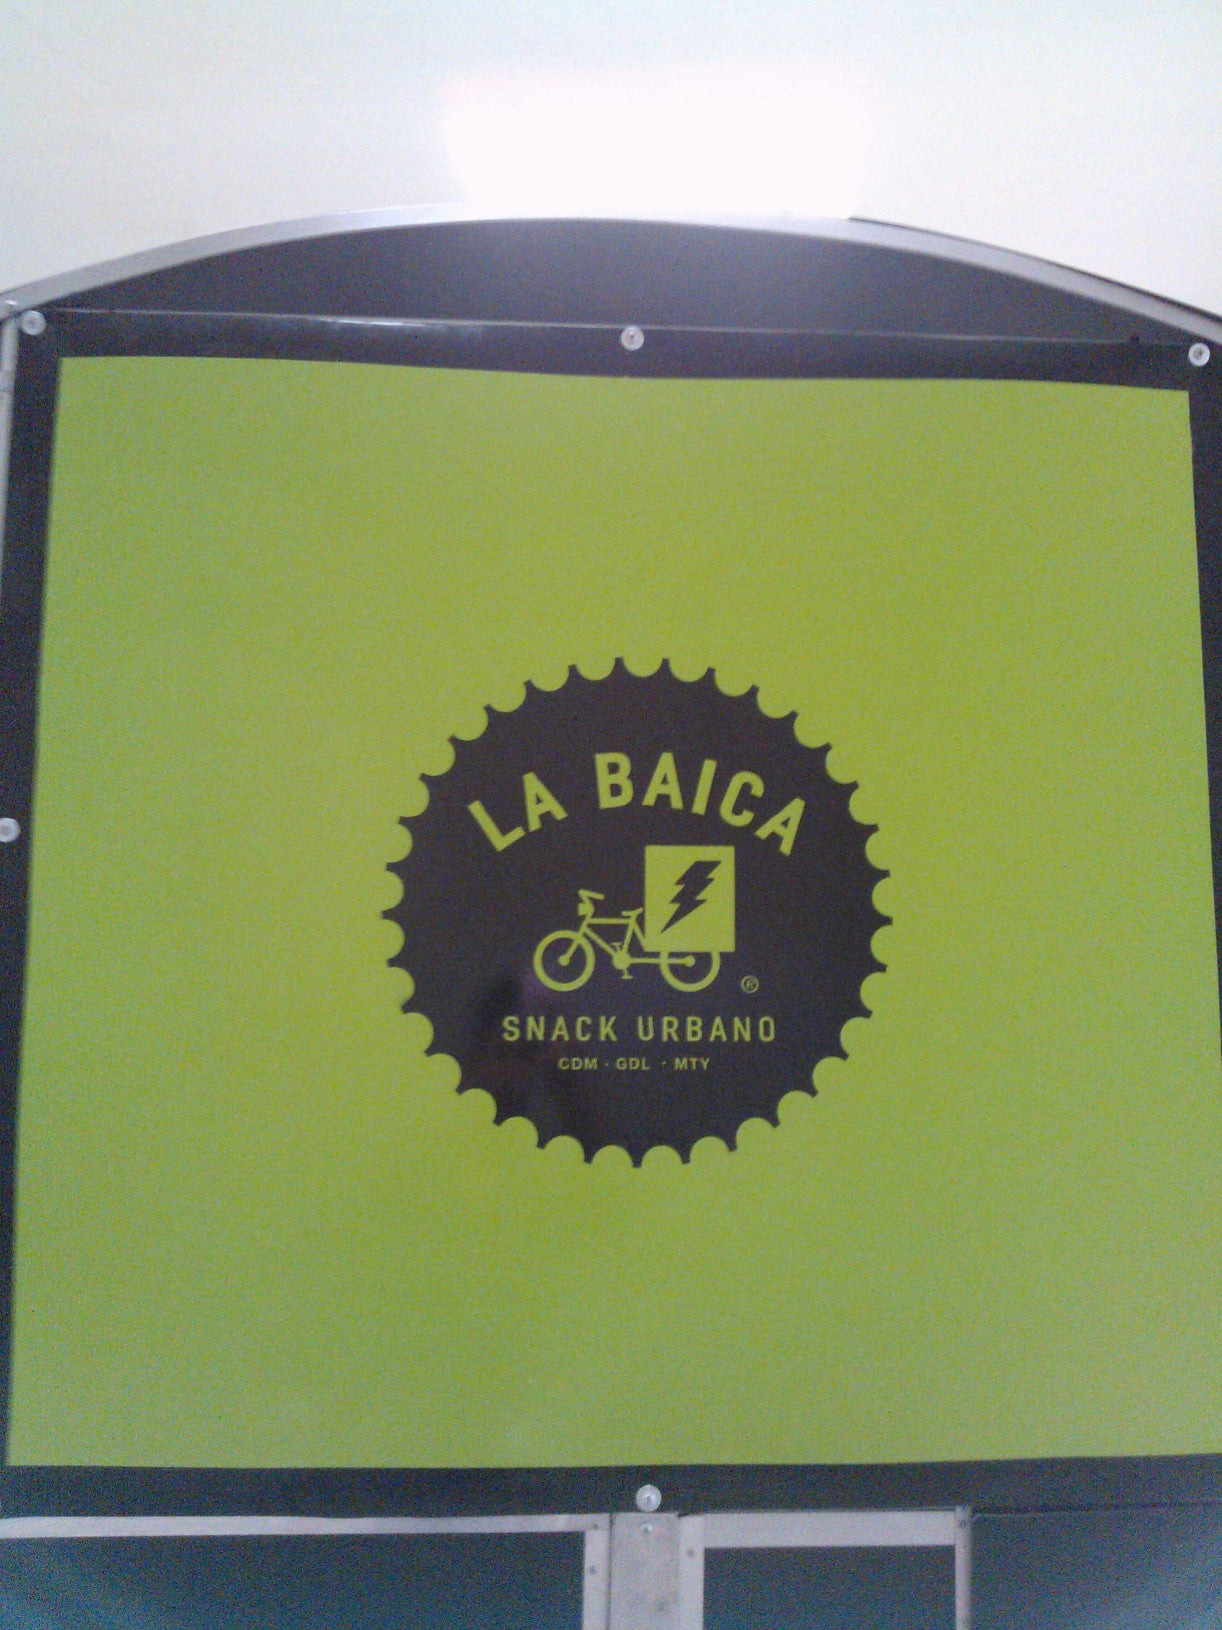 LA BAICA
®
SNACK URBANO
CDM · GDL · MTY